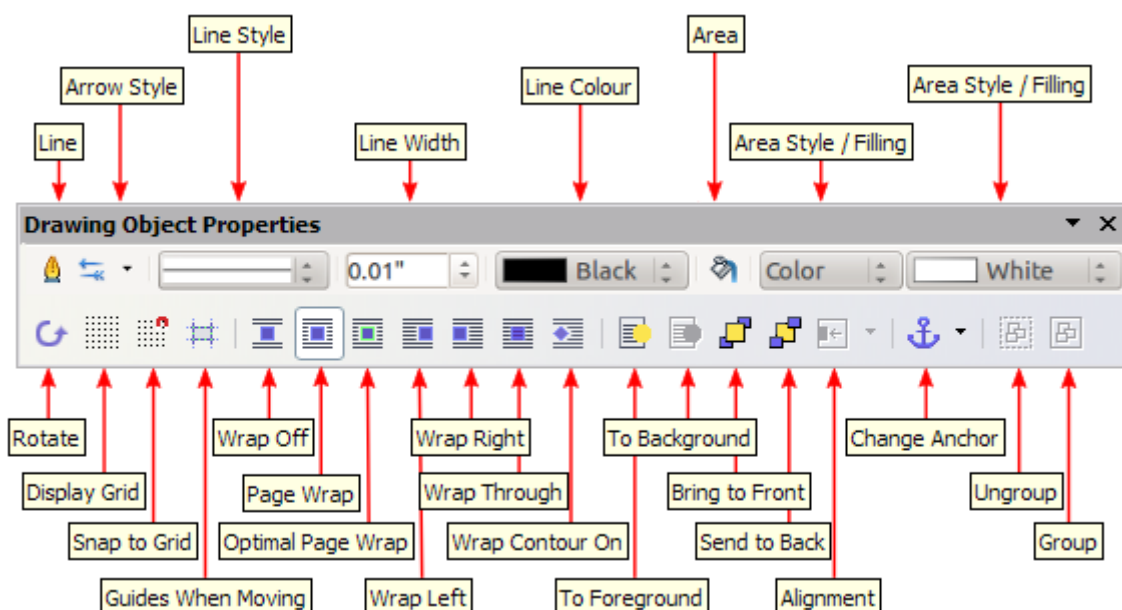 Line Style
Area
Arrow Style
Line Colour
Area Style / Filling
Line
Line Width
Area Style / Filling
Drawing Object Properties
0.01"
Black
Color
White
Rotate
Wrap Off
Wrap Right
To Background
Change Anchor
Display Grid
Page Wrap
Wrap Through
Bring to Front
Ungroup
Snap to Grid
Optimal Page Wrap
Wrap Contour On
Send to Back
Group
Guides When Moving
Wrap Left
To Foreground
Alignment